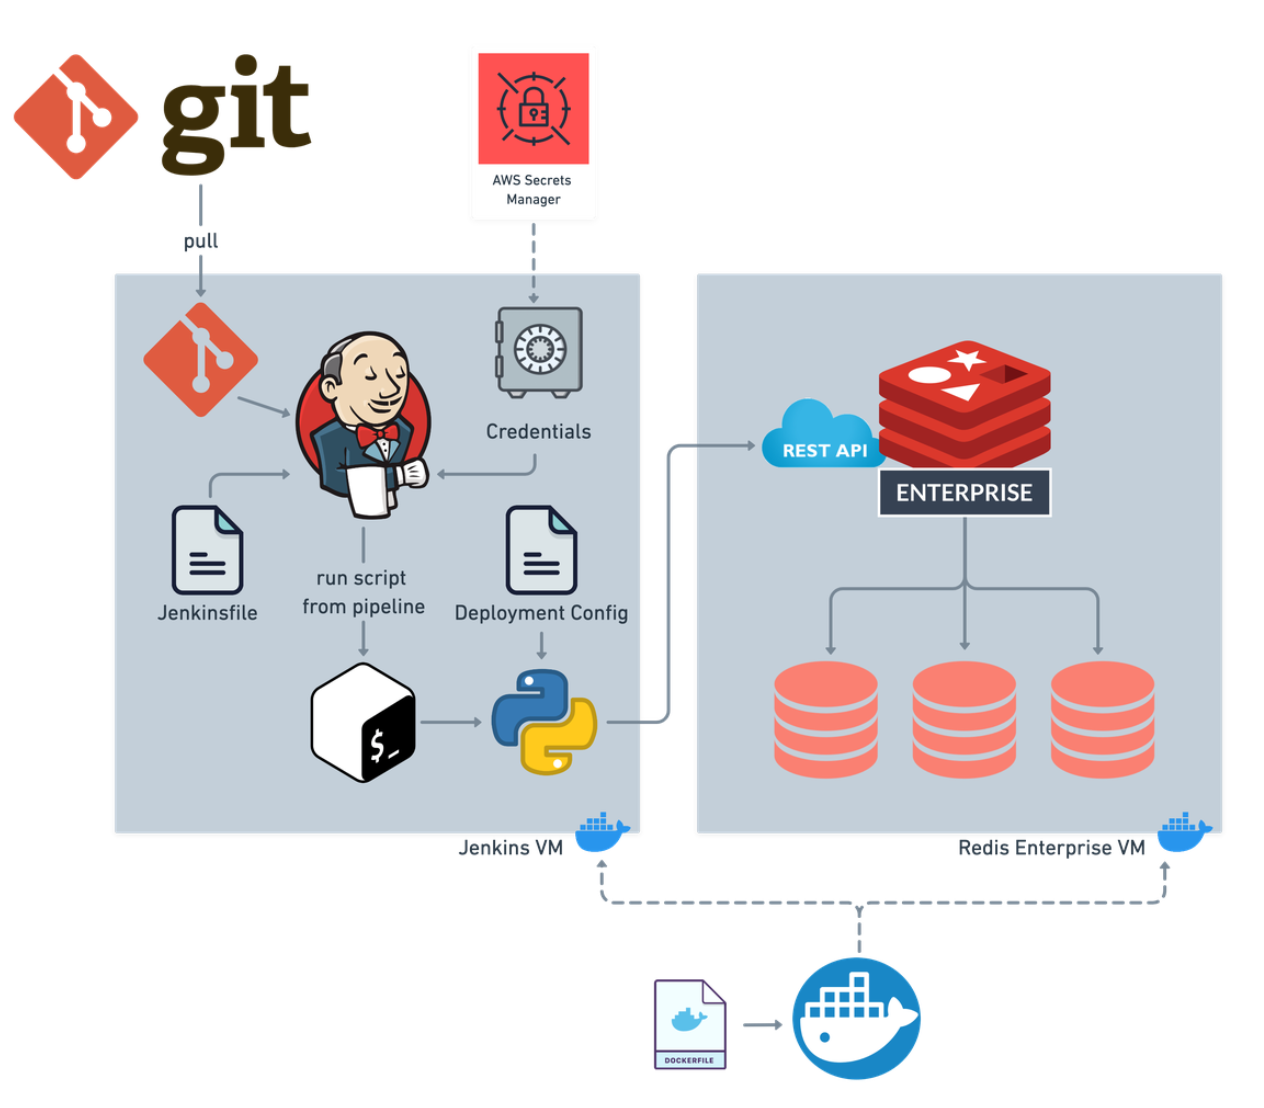 git
AWS Secrets
Manager
pull
Credentials
REST API
ENTERPRISE
run script
from pipeline
Jenkinsfile
Deployment Config
$_
Jenkins VM
Redis Enterprise VM
DOCKERFILE